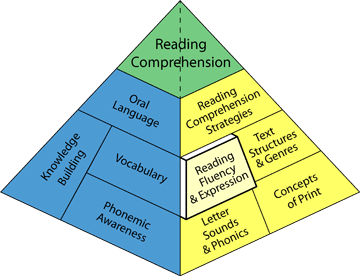 Reading
Comprehension
Oral
Language
Reading
Comprehension
Strategies
Knowledge
Building
Vocabulary
Reading
Fluency
& Expression
Text
Structures
& Genres
Phonemic
Awareness
Letter
Sounds
& Phonics
Concepts
of Print